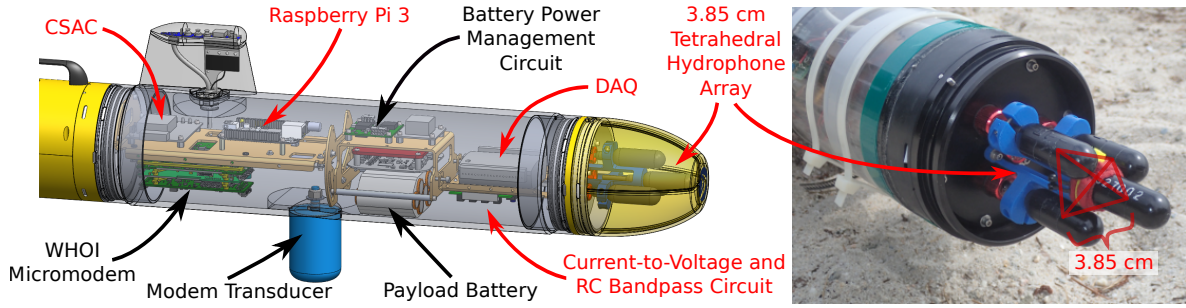 CSAC
Raspberry Pi 3
Battery Power
Management
Circuit
DAQ
3.85 cm
Tetrahedral
Hydrophone
Array
WHOI
Micromodem
Modem Transducer
Payload Battery
Current-to-Voltage and
RC Bandpass Circuit
3.85 cm